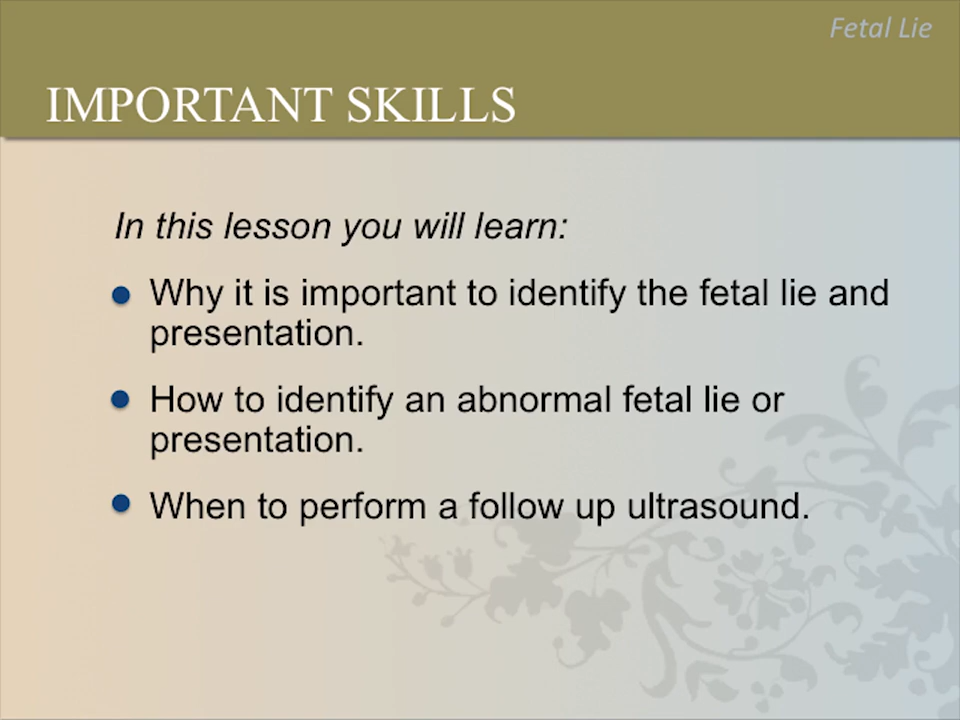 Fetal Lie
IMPORTANT SKILLS
In this lesson you will learn:
Why it is important to identify the fetal lie and
presentation.
How to identify an abnormal fetal lie or
presentation.
When to perform a follow up ultrasound.